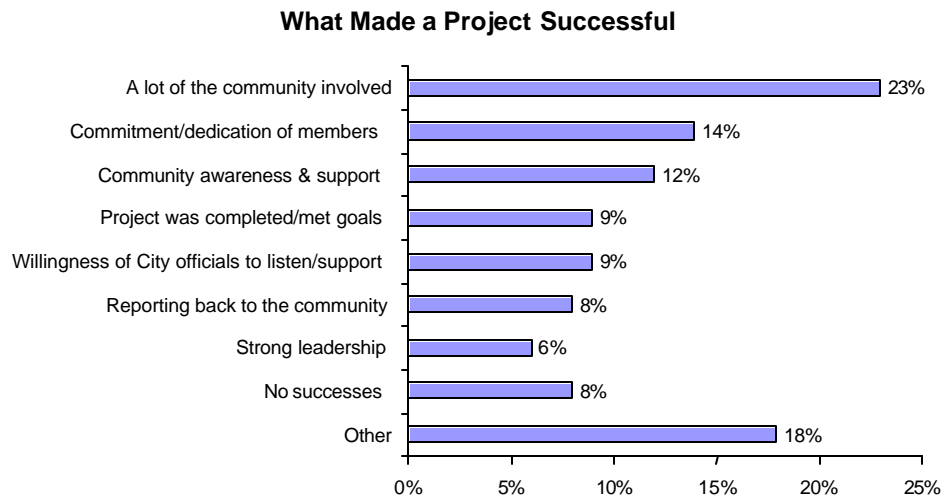 What Made a Project Successful
A lot of the community involved 23%
Commitment/dedication of members 14%
Community awareness & support 12%
Project was completed/met goals 9%
Willingness of City officials to listen/support 9%
Reporting back to the community 8%
Strong leadership 6%
No successes 8%
Other 18%
0% 5% 10% 15% 20% 25%